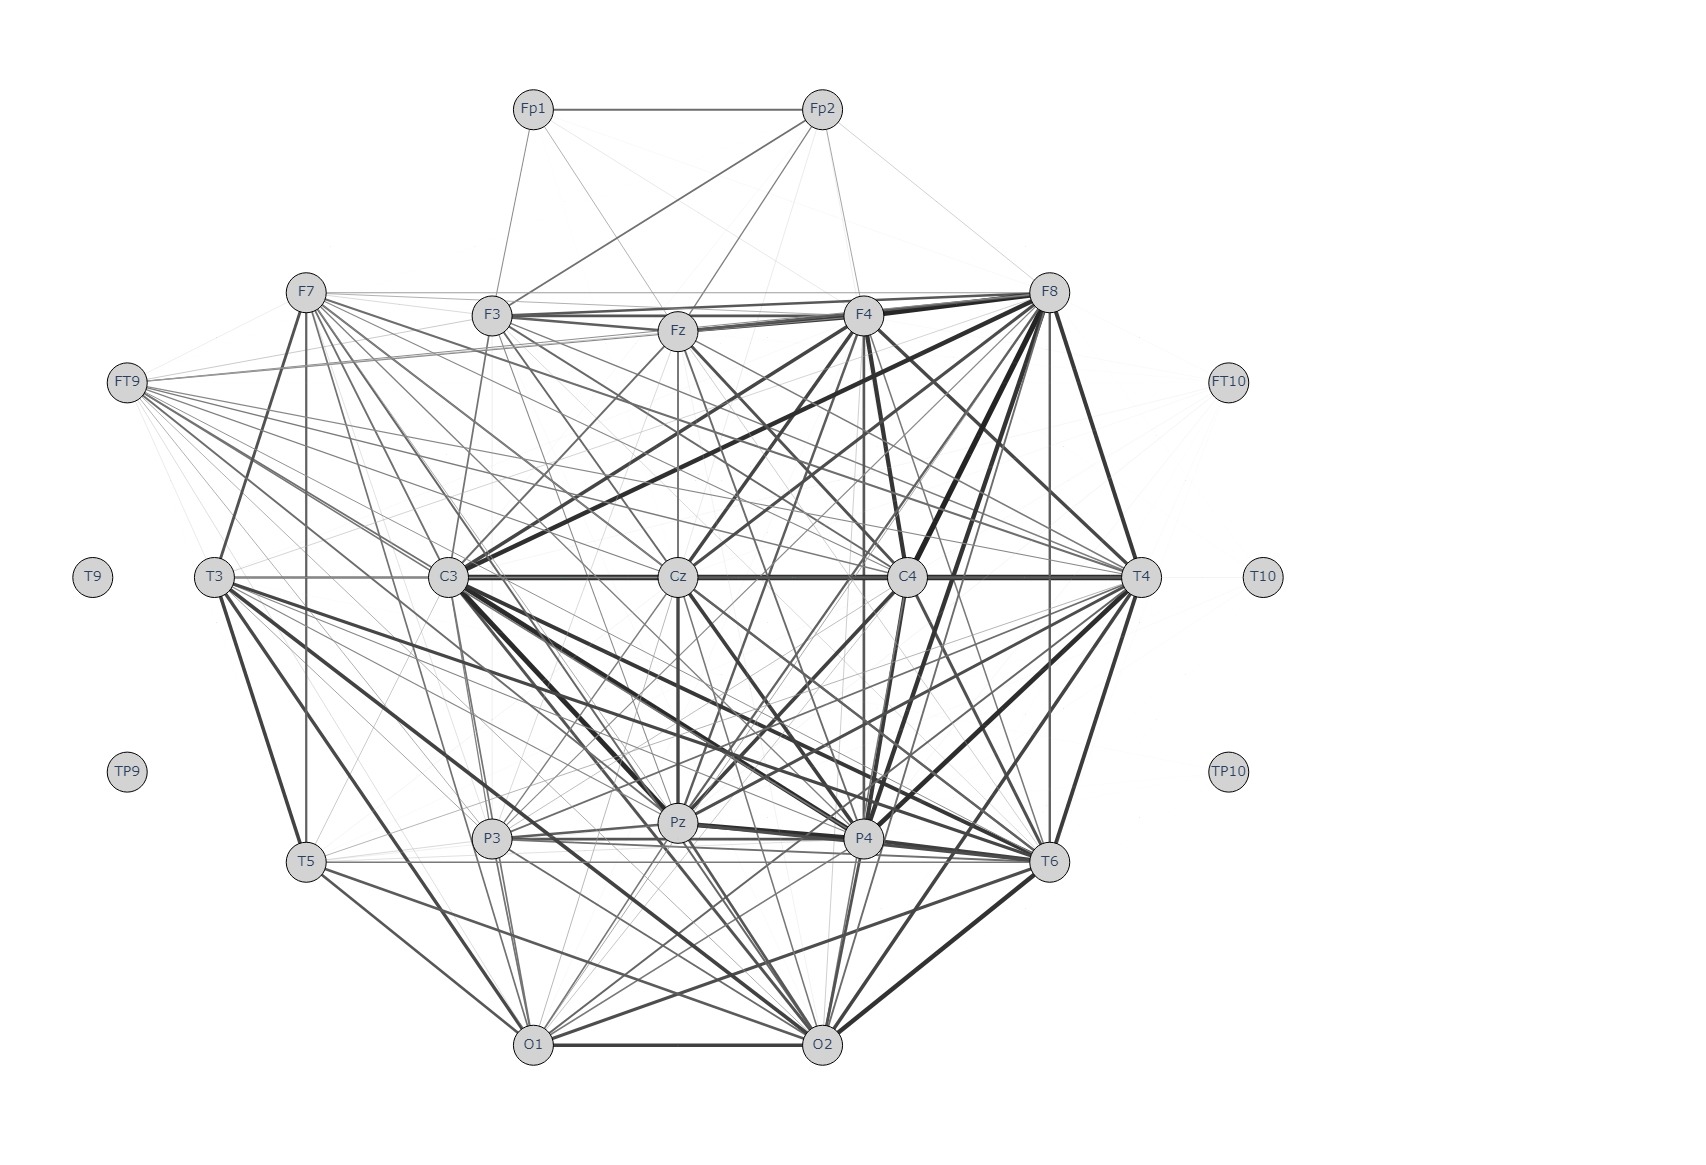 Fp1 Fp2
F7 F3 Fz F4 F8
FT9 FT10
T9 T3 C3 Cz C4 T4 T10
TP9 TP10
T5 P3 Pz P4 T6
O1 O2